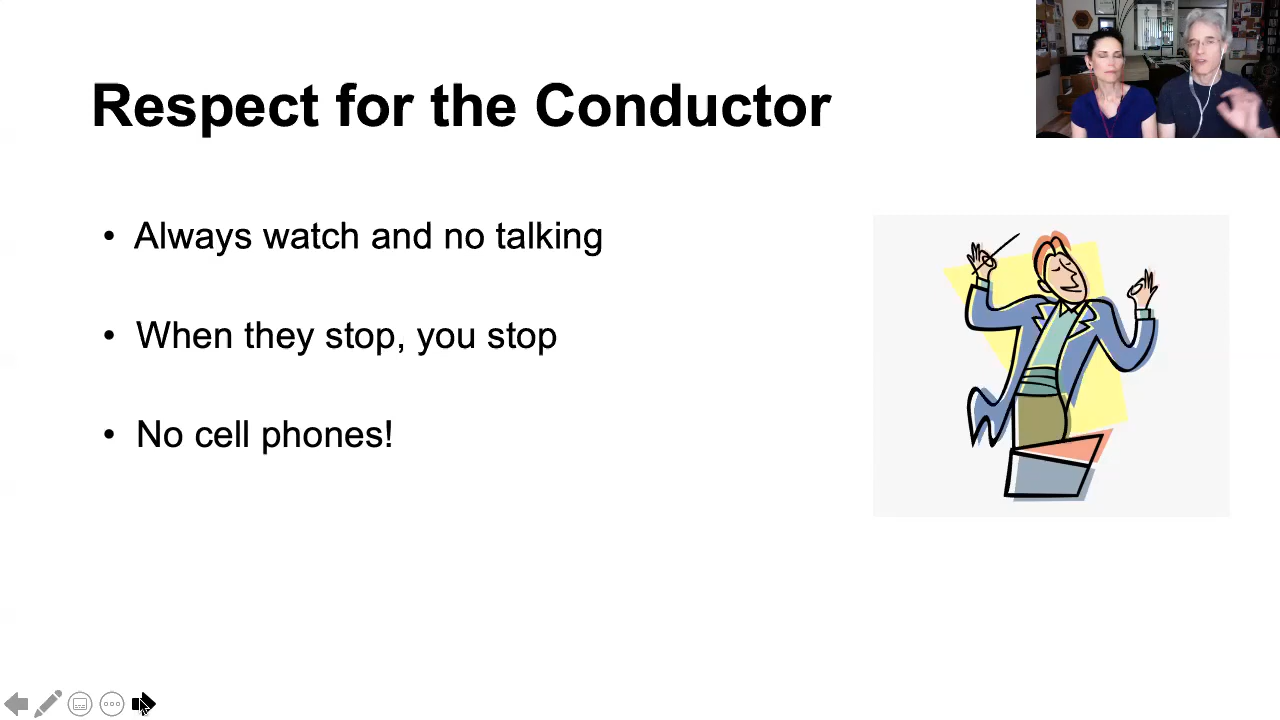 Respect for the Conductor
• Always watch and no talking
• When they stop, you stop
• No cell phones!